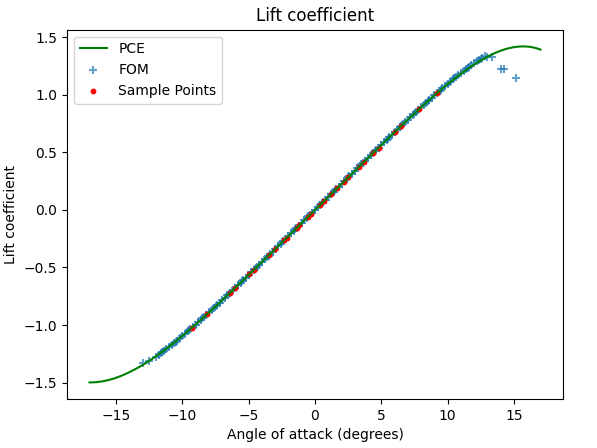 Lift coefficient
PCE
FOM
Sample Points
Lift coefficient
1.5
1.0
0.5
0.0
−0.5
−1.0
−1.5
−15
−10
−5
0
5
10
15
Angle of attack (degrees)